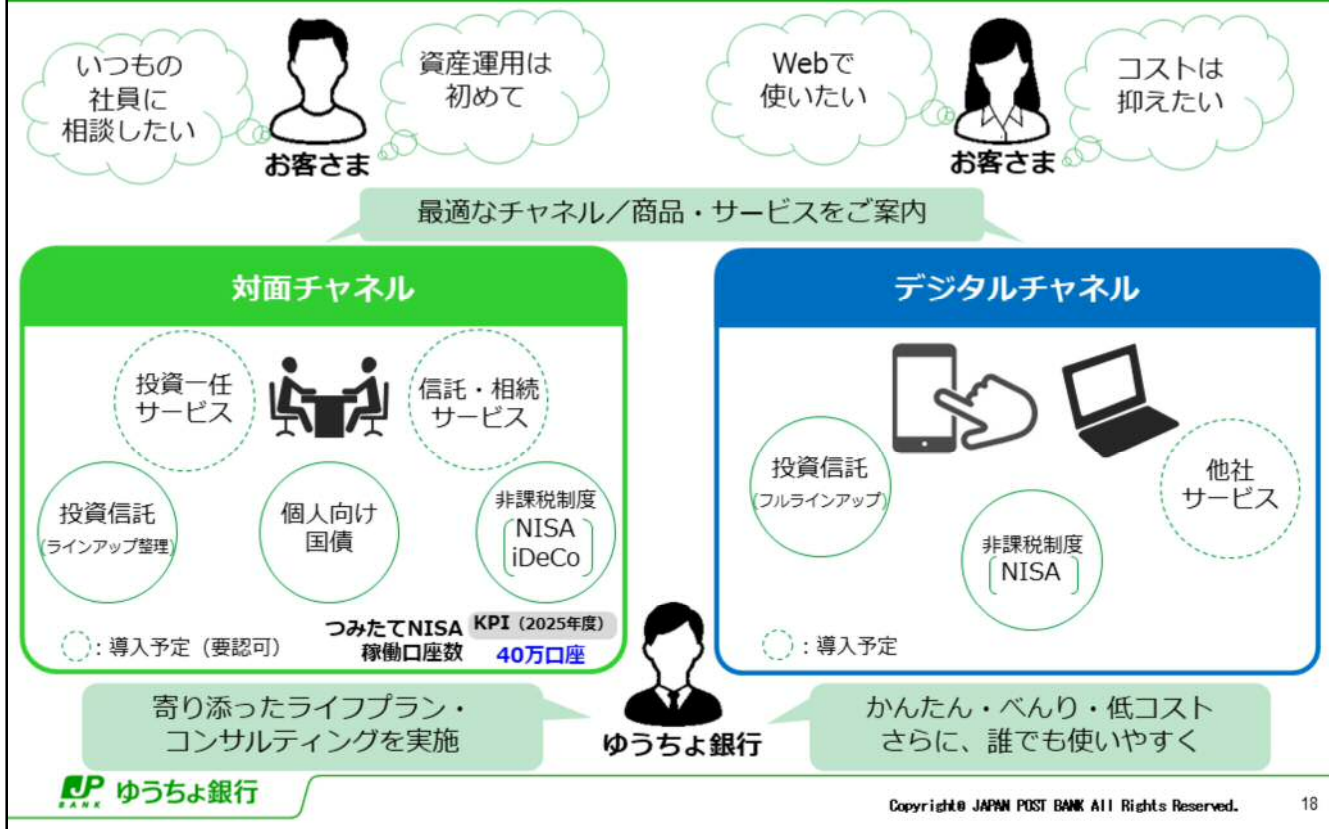 いつもの
社員に
相談したい
お客さま
資産運用は
初めて
Webで
使いたい
お客さま
コストは
抑えたい
最適なチャネル／商品・サービスをご案内
対面チャネル
投資一任
サービス
信託・相続
サービス
投資信託
(ラインアップ整理)
個人向け
国債
非課税制度
NISA
iDeCo
：導入予定（要認可）
つみたてNISA
稼働口座数
KPI（2025年度）
40万口座
デジタルチャネル
投資信託
(フルラインアップ)
非課税制度
NISA
他社
サービス
：導入予定
寄り添ったライフプラン・
コンサルティングを実施
ゆうちょ銀行
かんたん・べんり・低コスト
さらに、誰でも使いやすく
JP
BANK
ゆうちょ銀行
Copyright© JAPAN POST BANK All Rights Reserved.
18